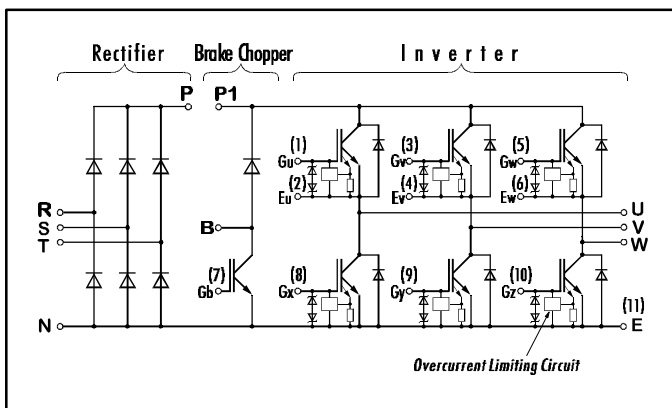 Rectifier Brake Chopper Inverter
P P1
(1) (3) (5)
Gu Gv Gw
(2) (4) (6)
Eu Ev Ew
R U
S B V
T W
(7) (8) (9) (10)
Gb Gx Gy Gz
(11)
N E
Overcurrent Limiting Circuit